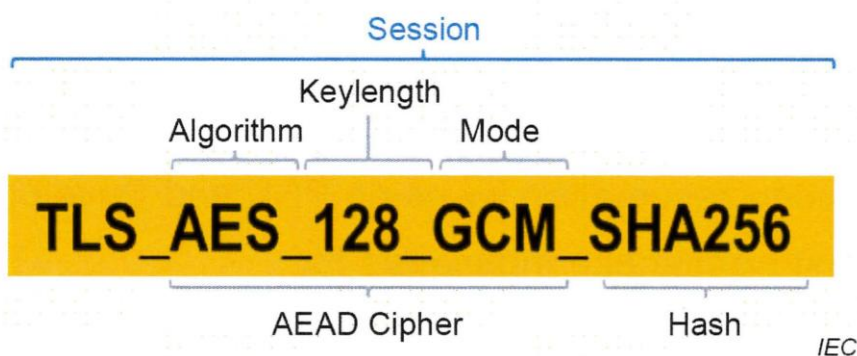 Session
Keylength
Algorithm Mode
TLS_AES_128_GCM_SHA256
AEAD Cipher Hash
IEC